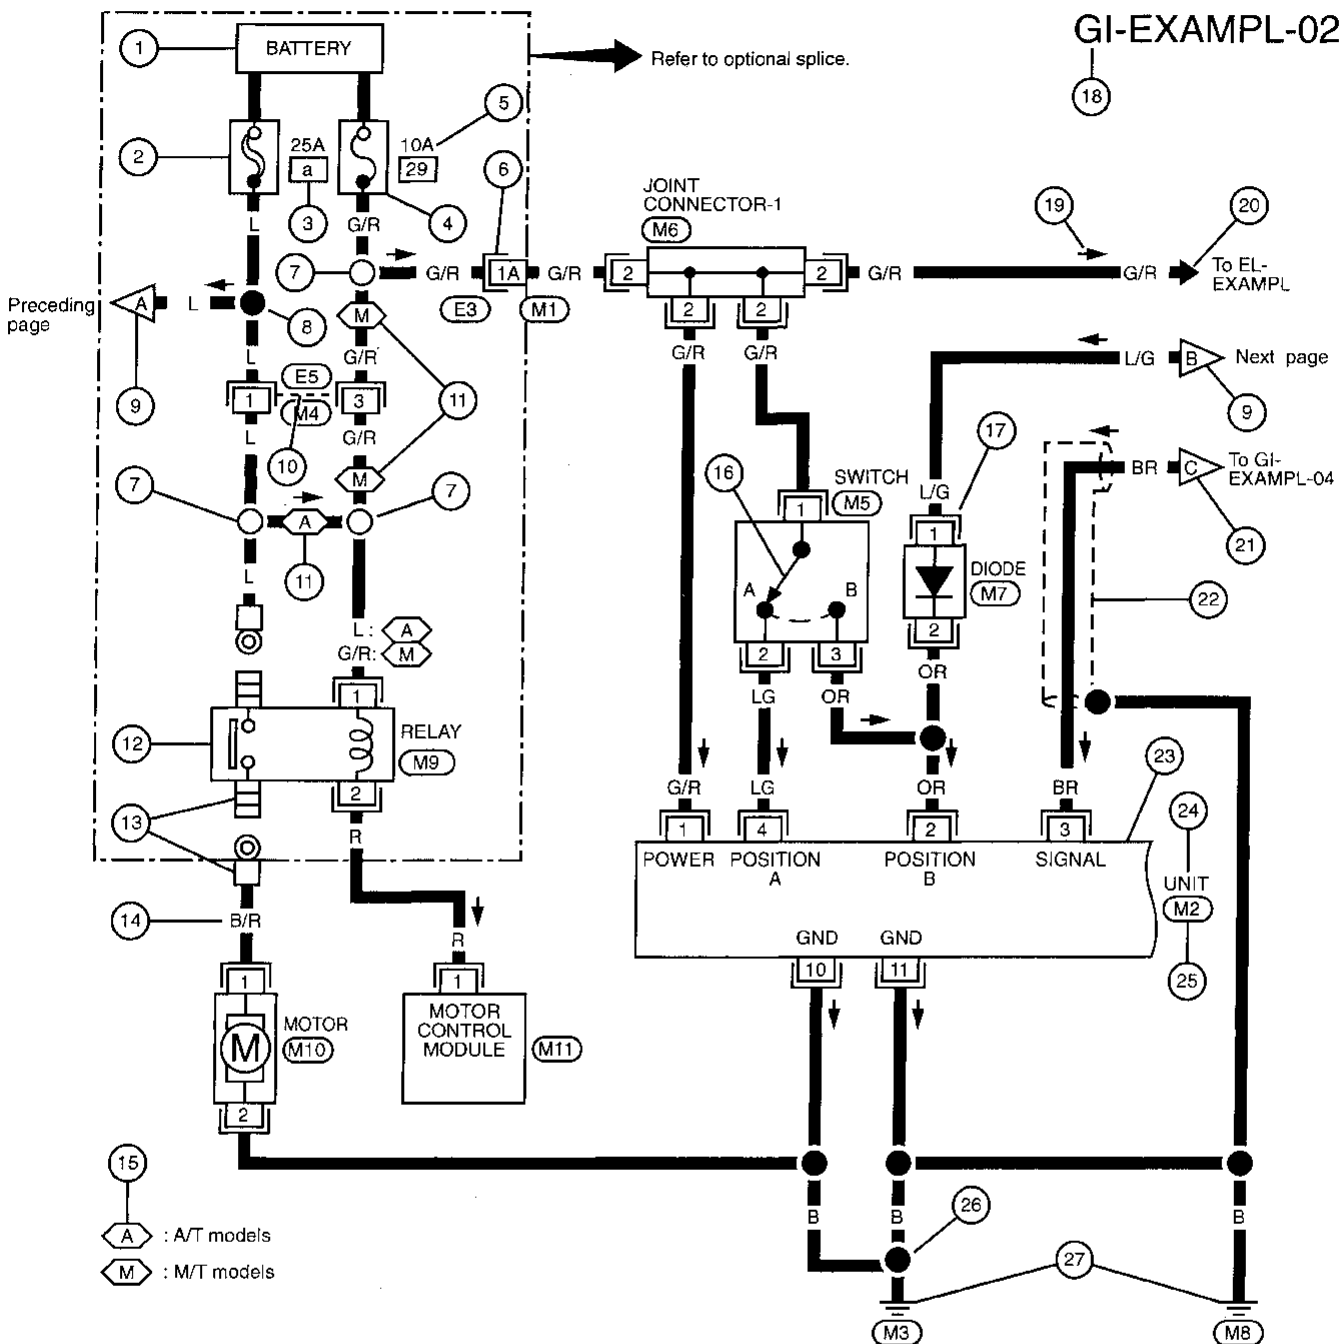 GI-EXAMPL-02
1
BATTERY
Refer to optional splice.
18
5
2
25A
a
10A
29
6
3
4
L
G/R
JOINT
CONNECTOR-1
M6
19
20
7
G/R
1A
G/R
2
2
G/R
G/R
To EL-
EXAMPL
Preceding
page
A
L
8
M
E3
M1
2
2
L
G/R
G/R
G/R
L/G
B
Next page
E5
1
3
M4
9
11
9
L
G/R
10
17
BR
C
To GI-
EXAMPL-04
16
SWITCH
M5
7
M
7
L/G
1
1
21
A
L
11
A
B
DIODE
M7
22
L:
A
G/R:
M
2
3
2
1
LG
OR
OR
12
RELAY
M9
2
13
G/R
LG
OR
BR
23
R
1
4
2
3
24
POWER
POSITION
A
POSITION
B
SIGNAL
UNIT
M2
14
B/R
R
GND
GND
25
1
1
10
11
MOTOR
M10
M
MOTOR
CONTROL
MODULE
M11
2
15
A
: A/T models
M
: M/T models
B
B
26
B
27
M3
M8